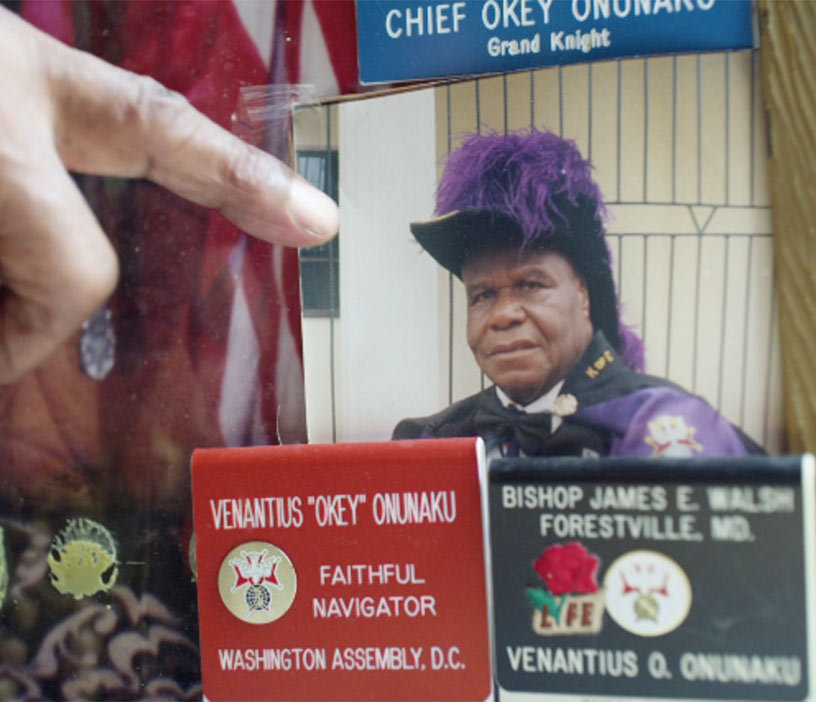 CHIEF OKEY ONUNAKU
Grand Knight
K of C
VENANTIUS "OKEY" ONUNAKU
FAITHFUL
NAVIGATOR
WASHINGTON ASSEMBLY, D.C.
BISHOP JAMES E. WALSH
FORESTVILLE, MD.
LIFE
VENANTIUS O. ONUNAKU